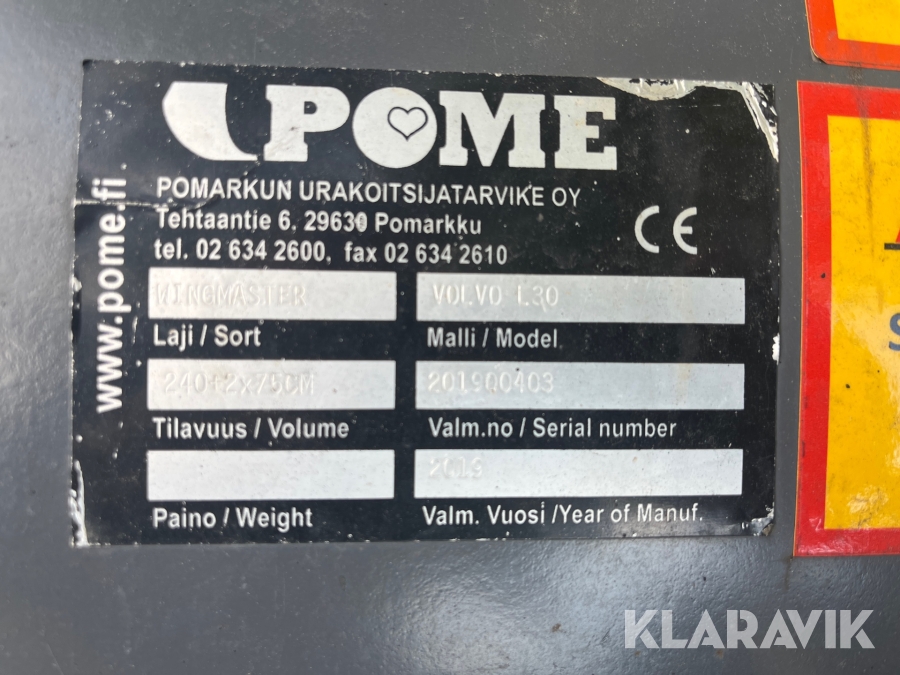 POME
POMARKUN URAKOITSIJATARVIKE OY
Tehtaantie 6, 29630 Pomarkku
tel. 02 634 2600, fax 02 634 2610
CE
www.pome.fi
WINGMASTER
Laji / Sort
VOLVO L30
Malli / Model
240+2x75CM
Tilavuus / Volume
201900403
Valm.no / Serial number
Paino / Weight
2019
Valm. Vuosi /Year of Manuf.
S
KLARAVIK